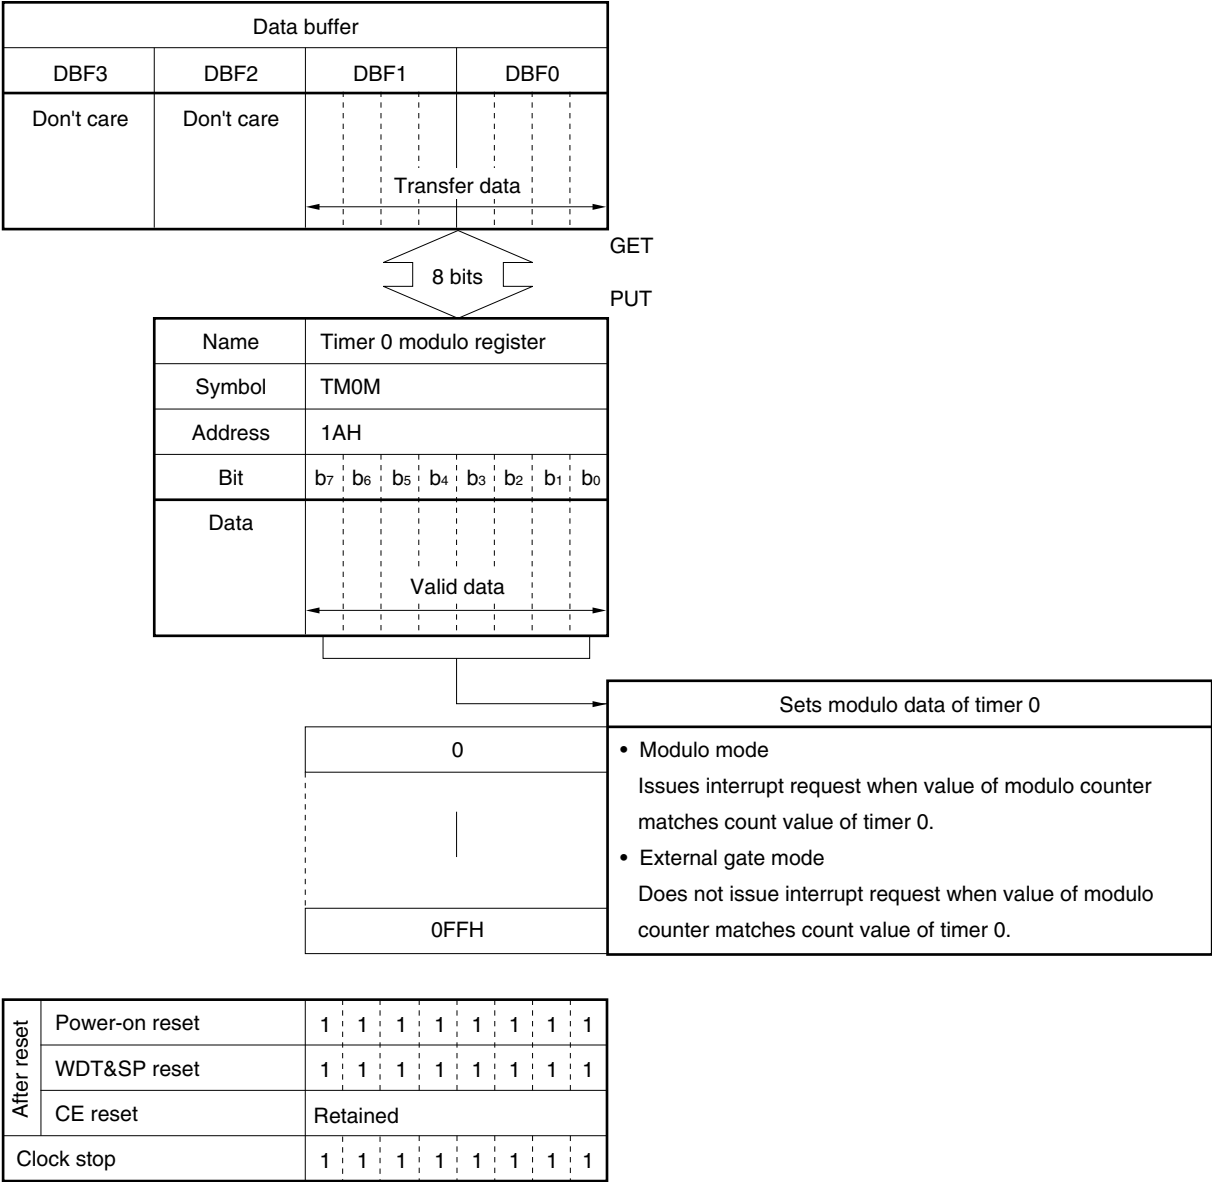 Data buffer
DBF3 DBF2 DBF1 DBF0
Don't care Don't care
Transfer data
GET
8 bits
PUT
Name Timer 0 modulo register
Symbol TM0M
Address 1AH
Bit b7 b6 b5 b4 b3 b2 b1 b0
Data
Valid data
Sets modulo data of timer 0
0
• Modulo mode
Issues interrupt request when value of modulo counter
matches count value of timer 0.
• External gate mode
Does not issue interrupt request when value of modulo
counter matches count value of timer 0.
0FFH
After reset
Power-on reset 1 1 1 1 1 1 1 1
WDT&SP reset 1 1 1 1 1 1 1 1
CE reset Retained
Clock stop 1 1 1 1 1 1 1 1